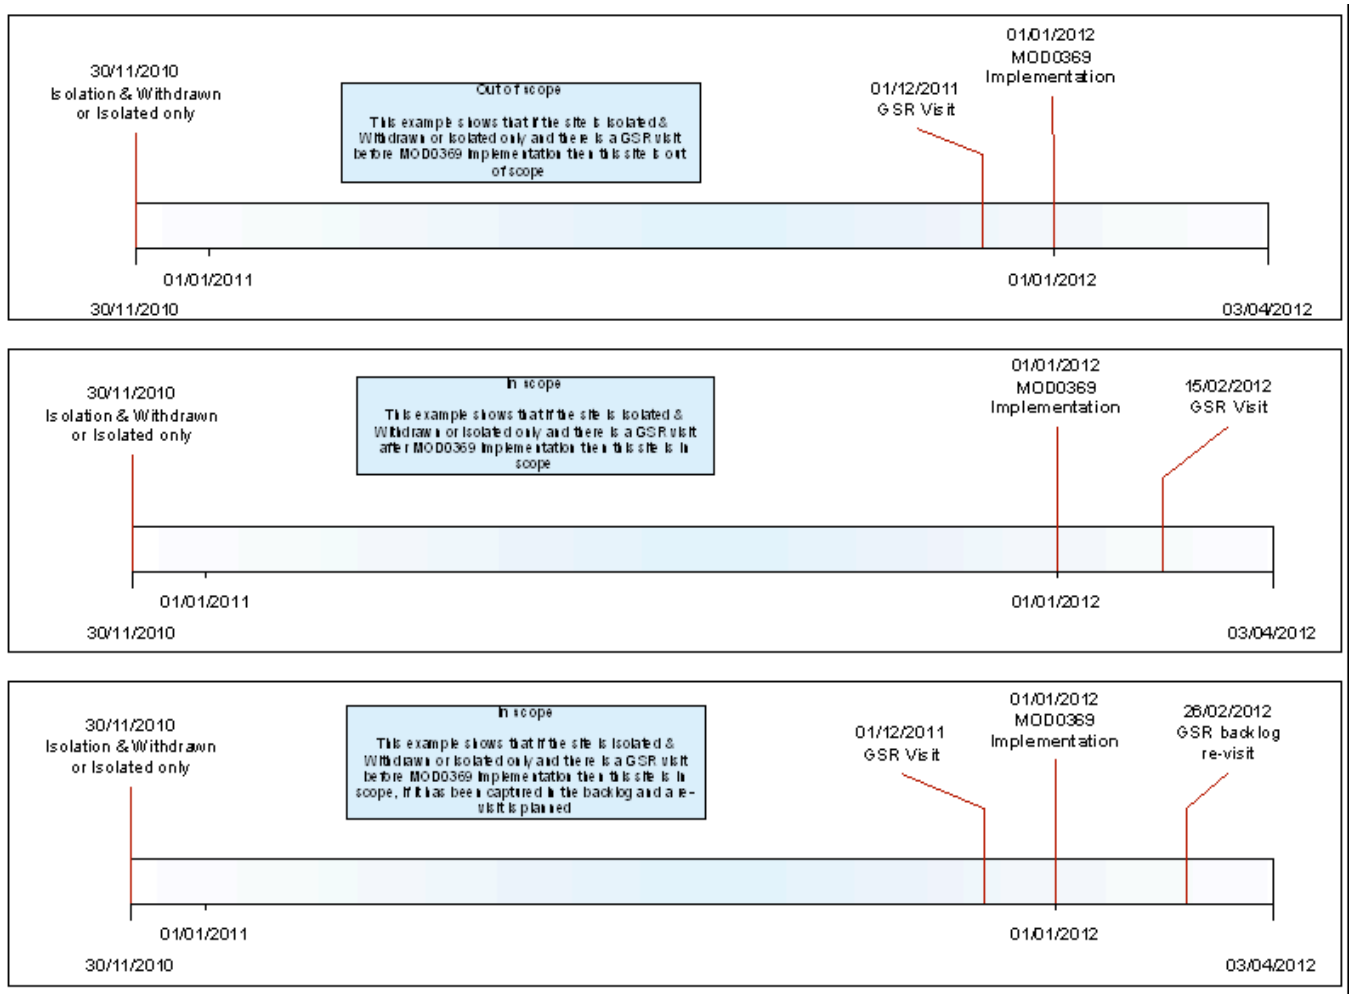 01/01/2012
MOD0369
Implementation
30/11/2010
Isolation & Withdrawn
or Isolated only
Out of scope
This example shows that if the site is Isolated &
Withdrawn or Isolated only and there is a GSR visit
before MOD0369 Implementation then this site is out
of scope
01/12/2011
GSR Visit
01/01/2011
01/01/2012
30/11/2010
03/04/2012
01/01/2012
MOD0369
Implementation
30/11/2010
Isolation & Withdrawn
or Isolated only
In scope
This example shows that if the site is Isolated &
Withdrawn or Isolated only and there is a GSR visit
after MOD0369 Implementation then this site is in
scope
15/02/2012
GSR Visit
01/01/2011
01/01/2012
30/11/2010
03/04/2012
01/01/2012
MOD0369
Implementation
30/11/2010
Isolation & Withdrawn
or Isolated only
In scope
This example shows that if the site is Isolated &
Withdrawn or Isolated only and there is a GSR visit
before MOD0369 Implementation then this site is in
scope, if it has been captured in the backlog and a re-
visit is planned
01/12/2011
GSR Visit
26/02/2012
GSR backlog
re-visit
01/01/2011
01/01/2012
30/11/2010
03/04/2012